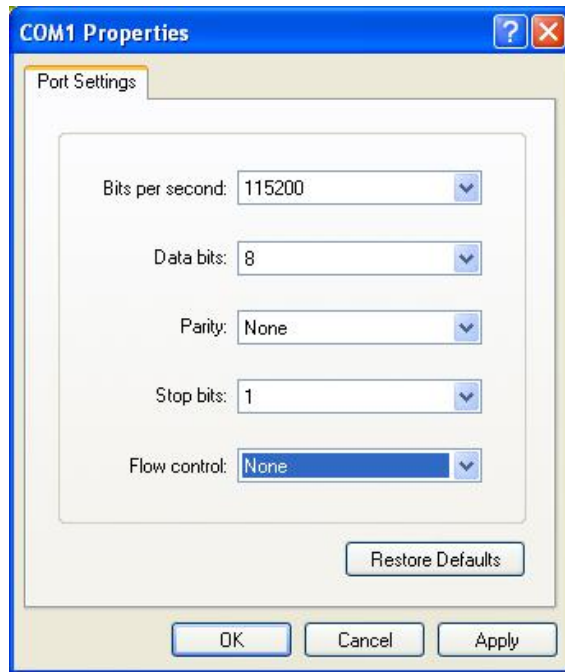 COM1 Properties
Port Settings
Bits per second: 115200
Data bits: 8
Parity: None
Stop bits: 1
Flow control: None
Restore Defaults
OK Cancel Apply